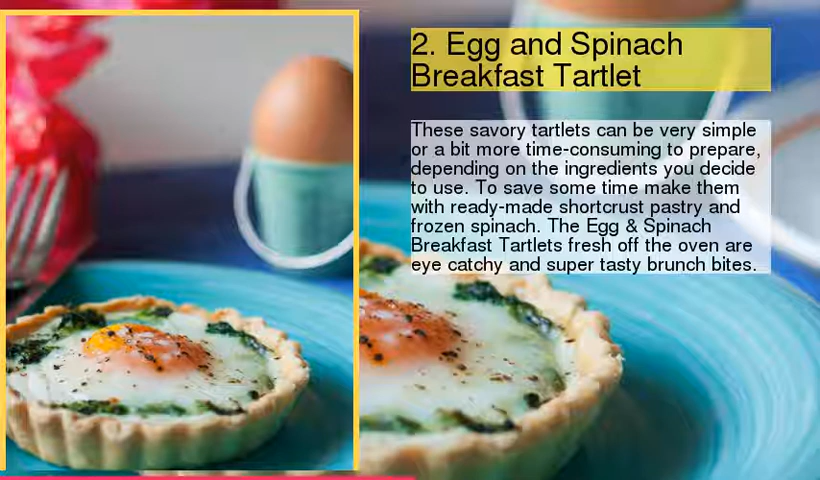 2. Egg and Spinach
Breakfast Tartlet
These savory tartlets can be very simple
or a bit more time-consuming to prepare,
depending on the ingredients you decide
to use. To save some time make them
with ready-made shortcrust pastry and
frozen spinach. The Egg & Spinach
Breakfast Tartlets fresh off the oven are
eye catchy and super tasty brunch bites.